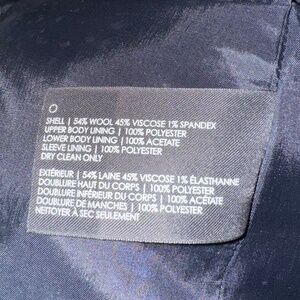 SHELL | 54% WOOL 45% VISCOSE 1% SPANDEX
UPPER BODY LINING | 100% POLYESTER
LOWER BODY LINING | 100% ACETATE
SLEEVE LINING | 100% POLYESTER
DRY CLEAN ONLY
EXTÉRIEUR | 54% LAINE 45% VISCOSE 1% ÉLASTHANNE
DOUBLURE HAUT DU CORPS | 100% POLYESTER
DOUBLURE INFÉRIEUR DU CORPS | 100% ACÉTATE
DOUBLURE DE MANCHES | 100% POLYESTER
NETTOYER À SEC SEULEMENT